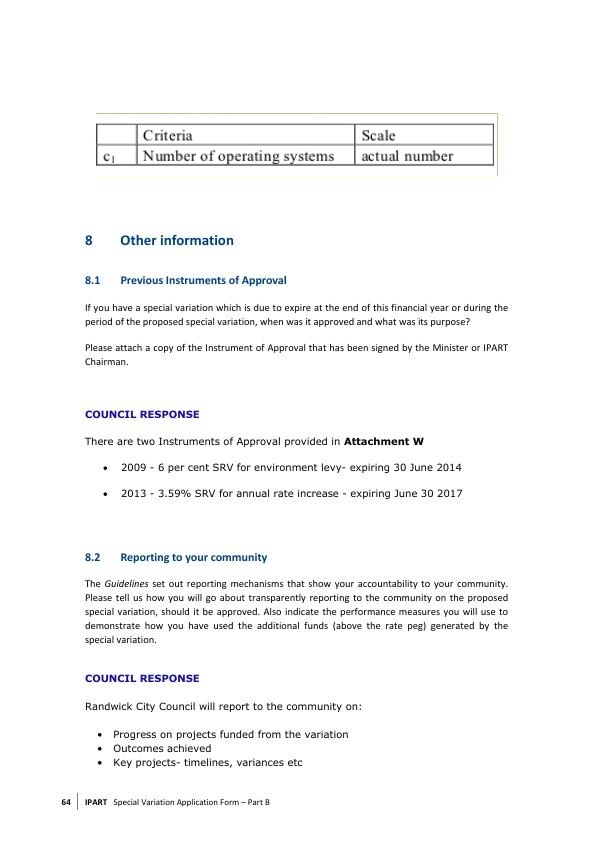 Criteria Scale
c1 Number of operating systems actual number
8 Other information
8.1 Previous Instruments of Approval
If you have a special variation which is due to expire at the end of this financial year or during the
period of the proposed special variation, when was it approved and what was its purpose?
Please attach a copy of the Instrument of Approval that has been signed by the Minister or IPART
Chairman.
COUNCIL RESPONSE
There are two Instruments of Approval provided in Attachment W
• 2009 - 6 per cent SRV for environment levy- expiring 30 June 2014
• 2013 - 3.59% SRV for annual rate increase - expiring June 30 2017
8.2 Reporting to your community
The Guidelines set out reporting mechanisms that show your accountability to your community.
Please tell us how you will go about transparently reporting to the community on the proposed
special variation, should it be approved. Also indicate the performance measures you will use to
demonstrate how you have used the additional funds (above the rate peg) generated by the
special variation.
COUNCIL RESPONSE
Randwick City Council will report to the community on:
• Progress on projects funded from the variation
• Outcomes achieved
• Key projects- timelines, variances etc
64 IPART Special Variation Application Form – Part B